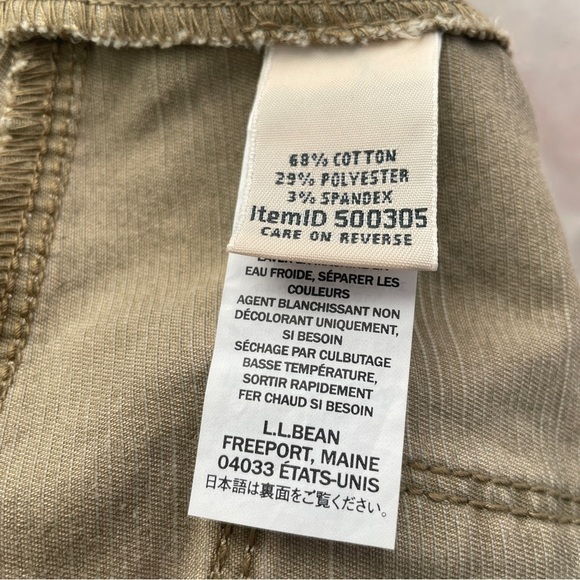 68% COTTON
29% POLYESTER
3% SPANDEX
ItemID 500305
CARE ON REVERSE
EAU FROIDE, SÉPARER LES
COULEURS
AGENT BLANCHISSANT NON
DÉCOLORANT UNIQUEMENT,
SI BESOIN
SÉCHAGE PAR CULBUTAGE
BASSE TEMPÉRATURE,
SORTIR RAPIDEMENT
FER CHAUD SI BESOIN
L.L.BEAN
FREEPORT, MAINE
04033 ÉTATS-UNIS
日本語は裏面をご覧ください。